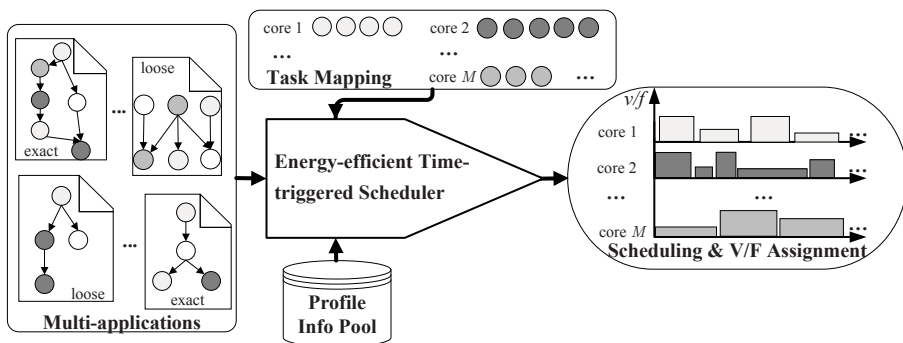 exact
...
loose
loose
...
exact
Multi-applications
core 1
core 2
...
...
core M
...
Task Mapping
Energy-efficient Time-
triggered Scheduler
Profile
Info Pool
v/f
core 1
...
core 2
...
...
...
core M
...
Scheduling & V/F Assignment